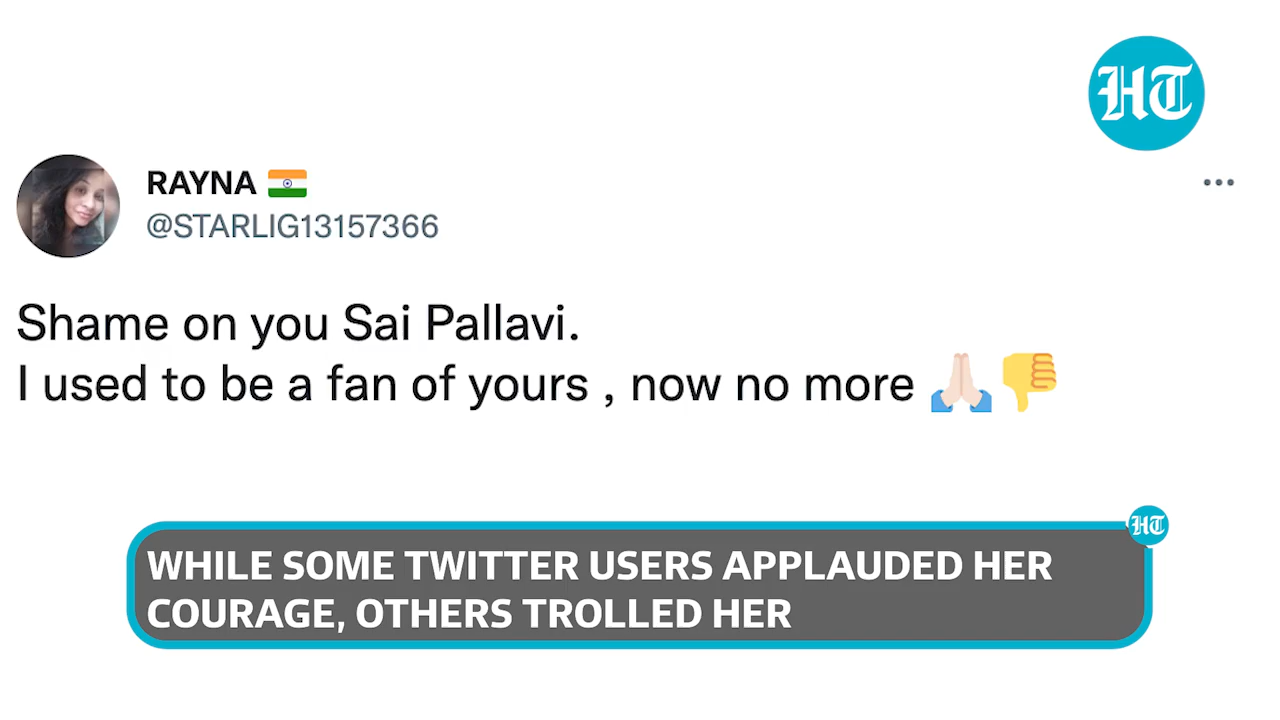 HT
RAYNA 🇮🇳
@STARLIG13157366
Shame on you Sai Pallavi.
I used to be a fan of yours , now no more 🙏🏻👎
HT
WHILE SOME TWITTER USERS APPLAUDED HER
COURAGE, OTHERS TROLLED HER